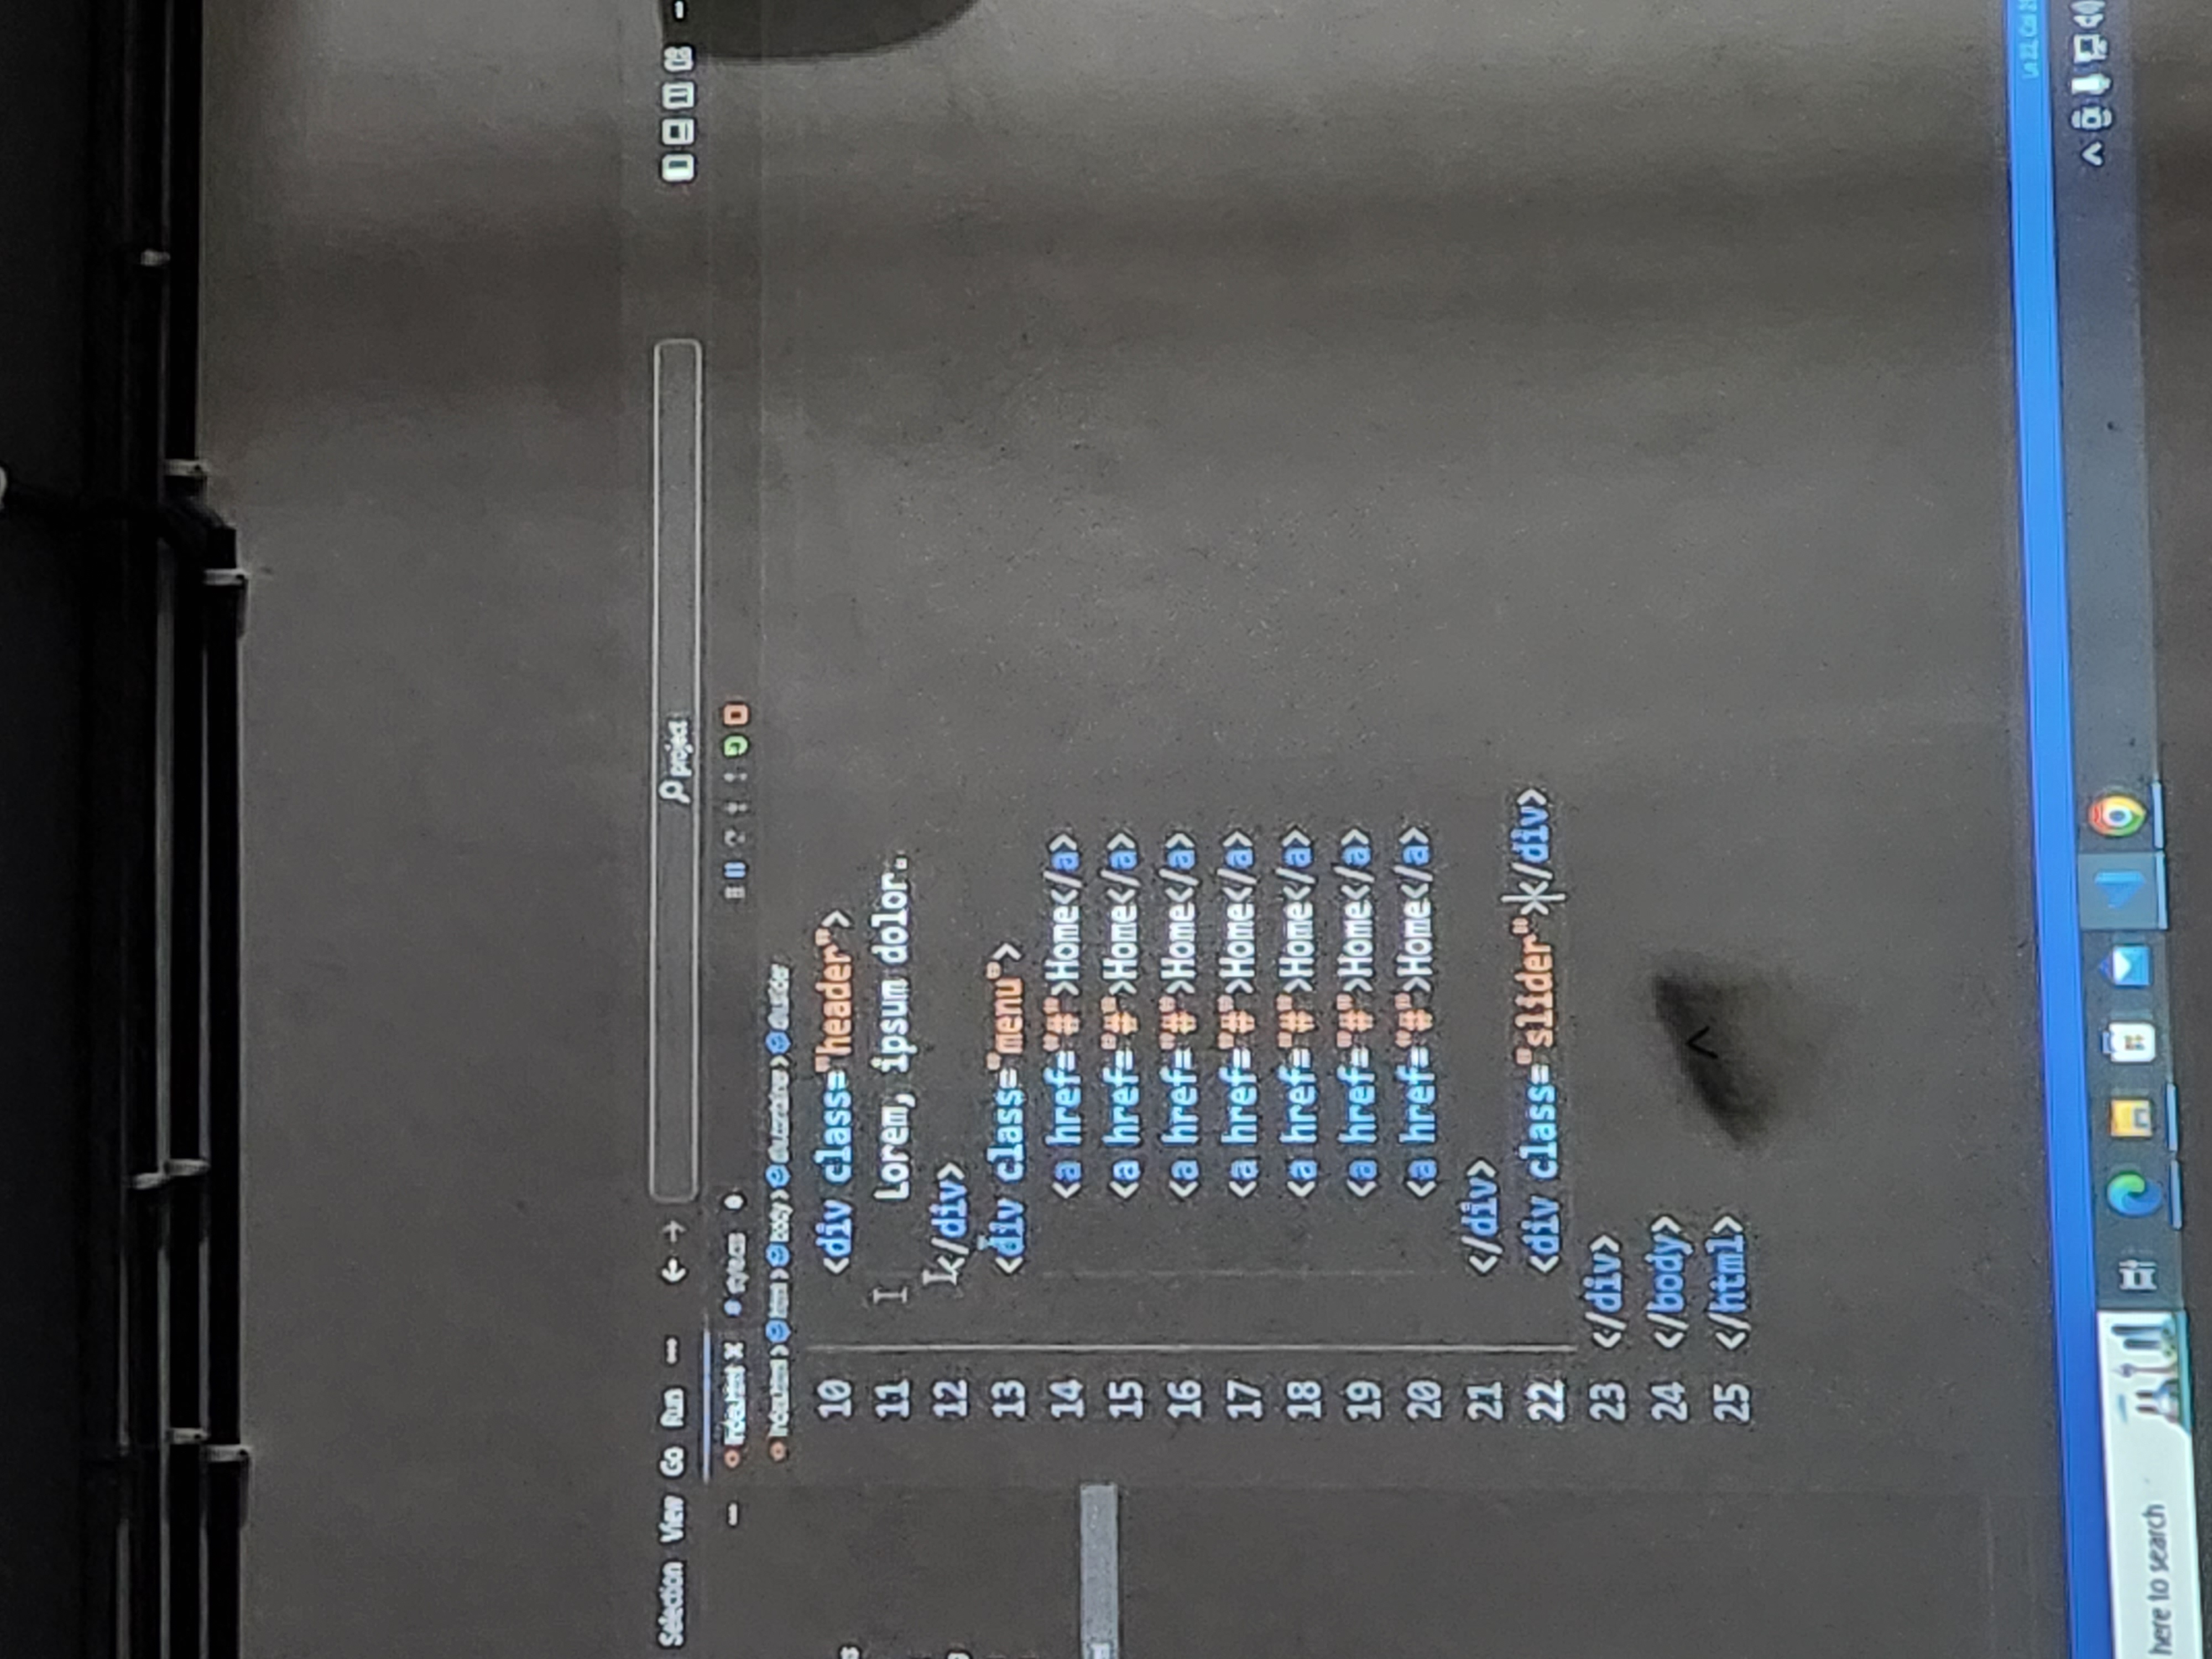 Selection View Go Run ...
project
index.html style.css
index.html > html > body > div.container > div.slider
10 <div class="header">
11 Lorem, ipsum dolor.
12 </div>
13 <div class="menu">
14 <a href="#">Home</a>
15 <a href="#">Home</a>
16 <a href="#">Home</a>
17 <a href="#">Home</a>
18 <a href="#">Home</a>
19 <a href="#">Home</a>
20 <a href="#">Home</a>
21 </div>
22 <div class="slider"></div>
23 </div>
24 </body>
25 </html>
Ln 22, Col
here to search